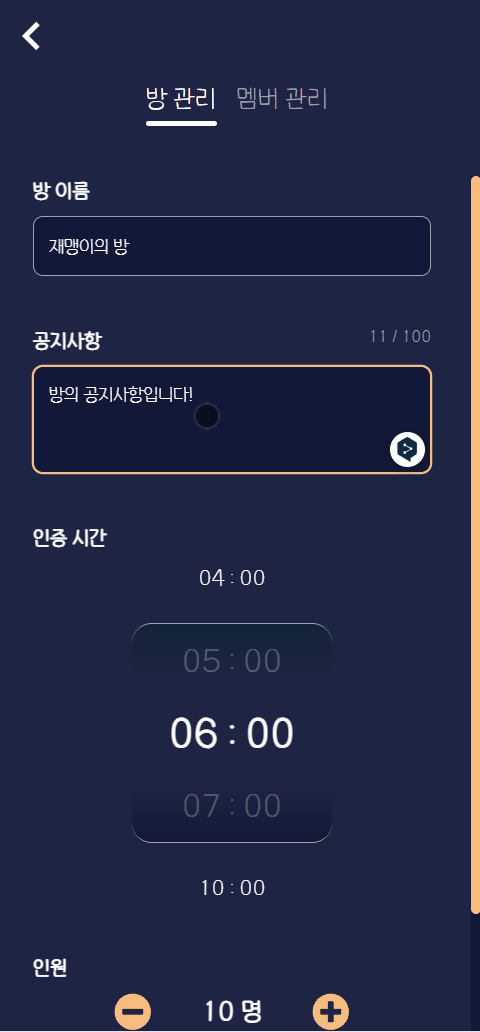 방 관리 멤버 관리
방 이름
재맹이의 방
공지사항 11 / 100
방의 공지사항입니다!
인증 시간
04 : 00
05 : 00
06 : 00
07 : 00
10 : 00
인원
10 명